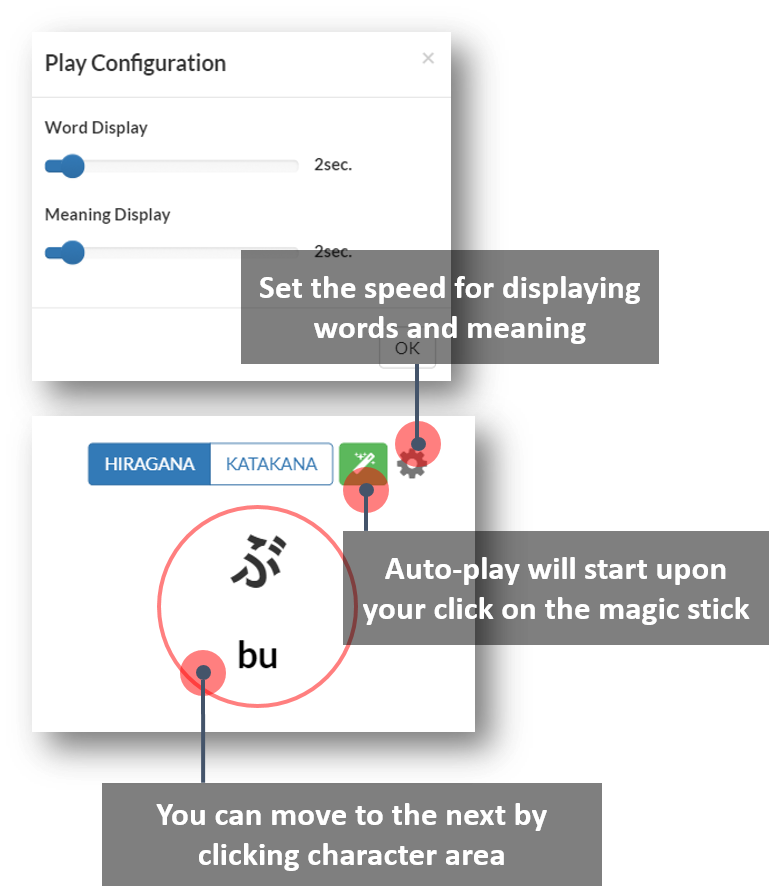 Play Configuration ×
Word Display
2sec.
Meaning Display
2sec.
Set the speed for displaying
words and meaning
OK
HIRAGANA KATAKANA
ぶ
bu
Auto-play will start upon
your click on the magic stick
You can move to the next by
clicking character area